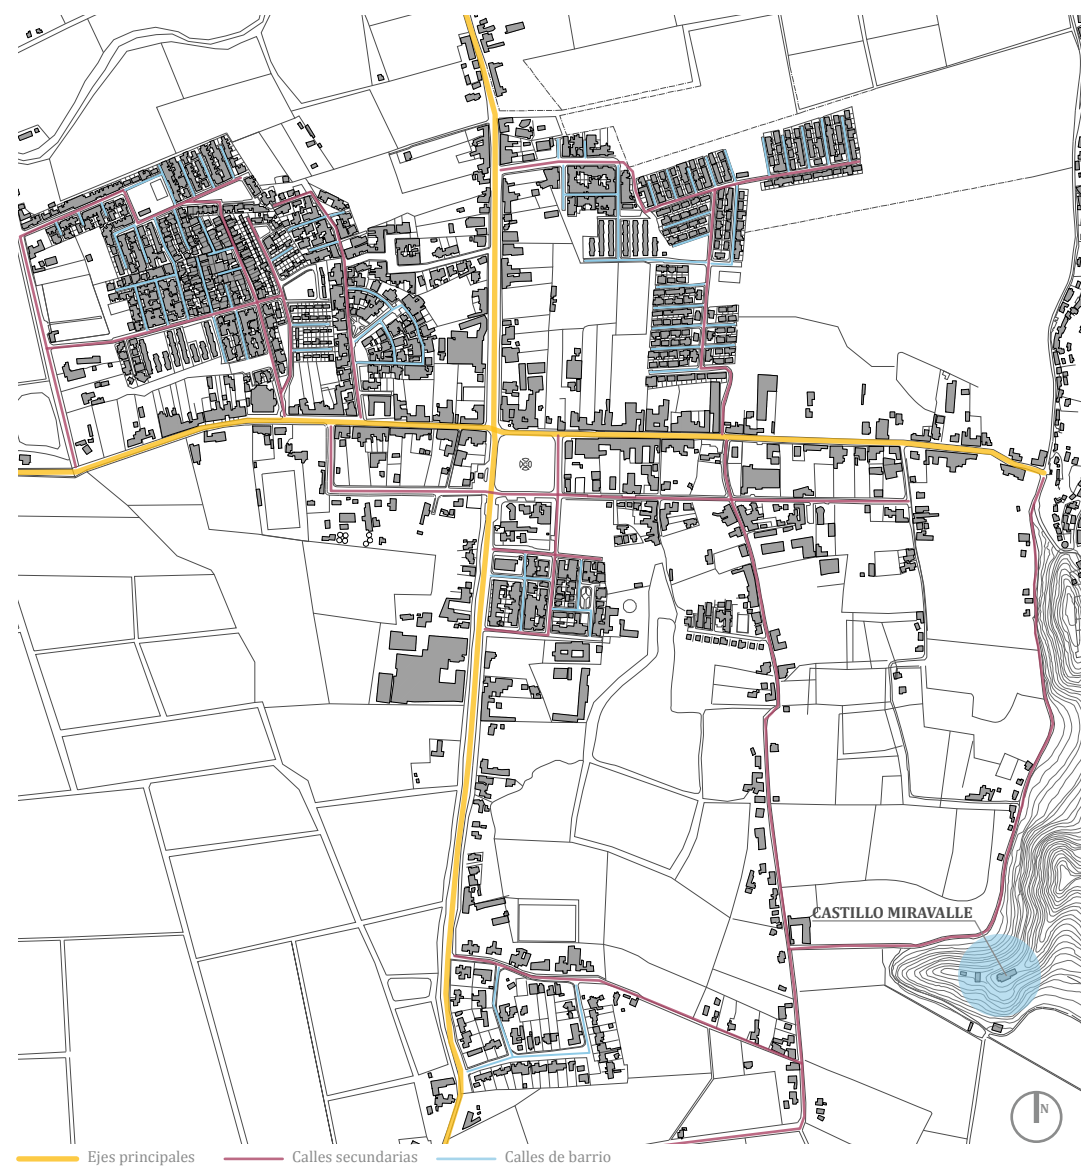 CASTILLO MIRAVALLE
N
Ejes principales
Calles secundarias
Calles de barrio